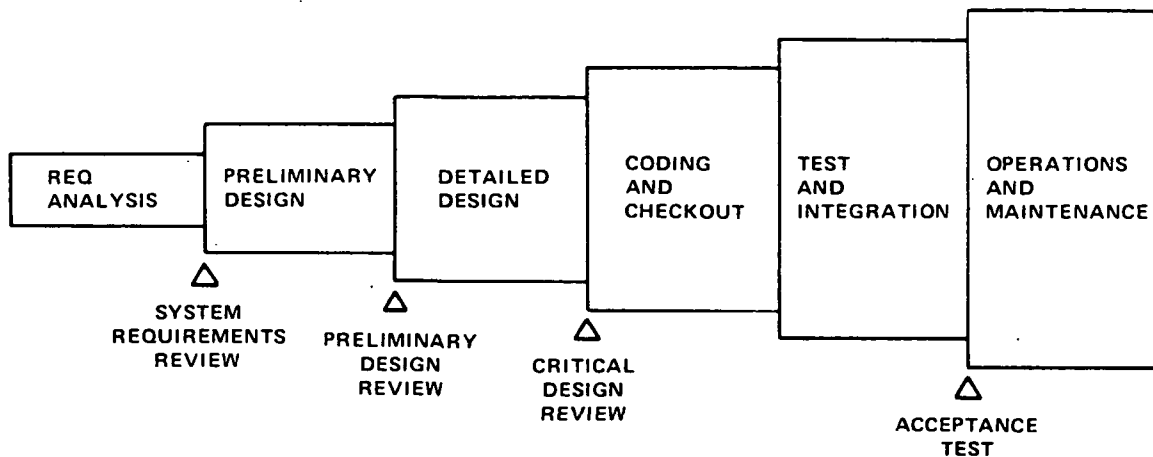 REQ
ANALYSIS
PRELIMINARY
DESIGN
DETAILED
DESIGN
CODING
AND
CHECKOUT
TEST
AND
INTEGRATION
OPERATIONS
AND
MAINTENANCE
SYSTEM
REQUIREMENTS
REVIEW
PRELIMINARY
DESIGN
REVIEW
CRITICAL
DESIGN
REVIEW
ACCEPTANCE
TEST